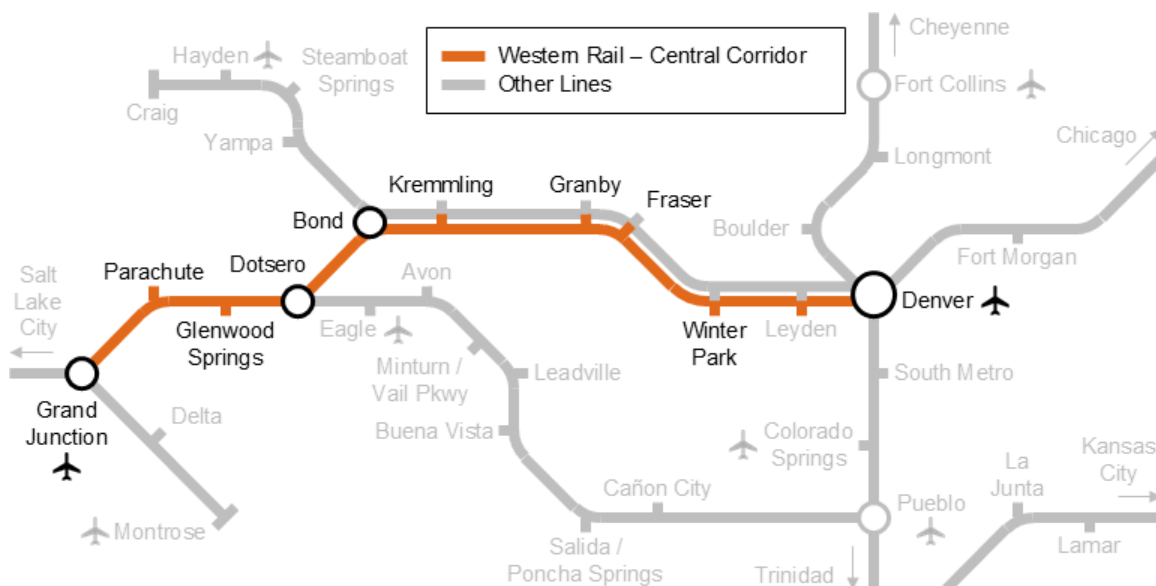 Western Rail – Central Corridor
Other Lines
Cheyenne
Hayden
Steamboat
Springs
Fort Collins
Craig
Chicago
Yampa
Longmont
Kremmling
Granby
Fraser
Bond
Boulder
Fort Morgan
Dotsero
Parachute
Avon
Salt
Lake
City
Denver
Glenwood
Springs
Eagle
Winter
Park
Leyden
Minturn /
Vail Pkwy
Leadville
South Metro
Grand
Junction
Delta
Buena Vista
Colorado
Springs
La
Junta
Kansas
City
Cañon City
Pueblo
Montrose
Salida /
Poncha Springs
Lamar
Trinidad